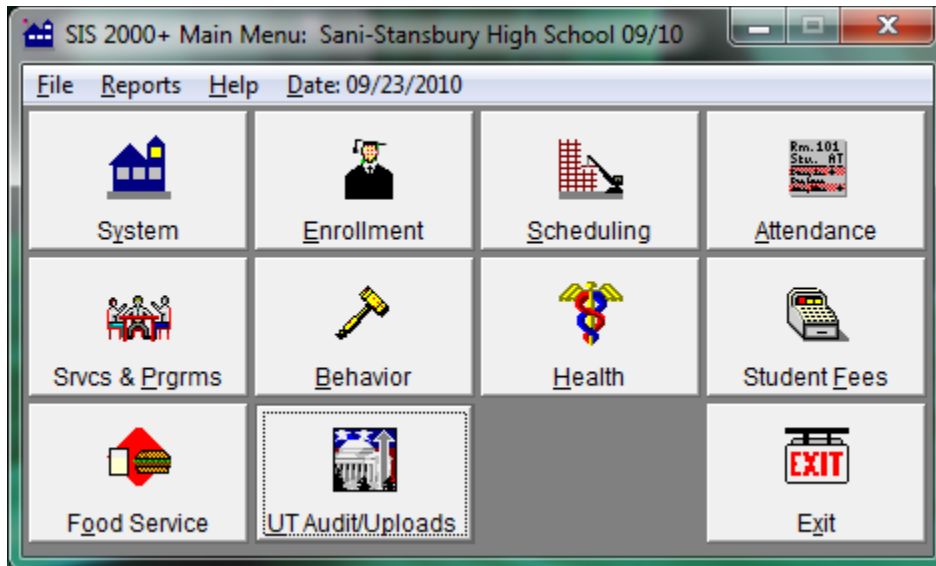 SIS 2000+ Main Menu: Sani-Stansbury High School 09/10
File Reports Help Date: 09/23/2010
System Enrollment Scheduling Rm.101 Stu. AT Attendance
Srvcs & Prgrms Behavior Health Student Fees
Food Service UT Audit/Uploads EXIT Exit